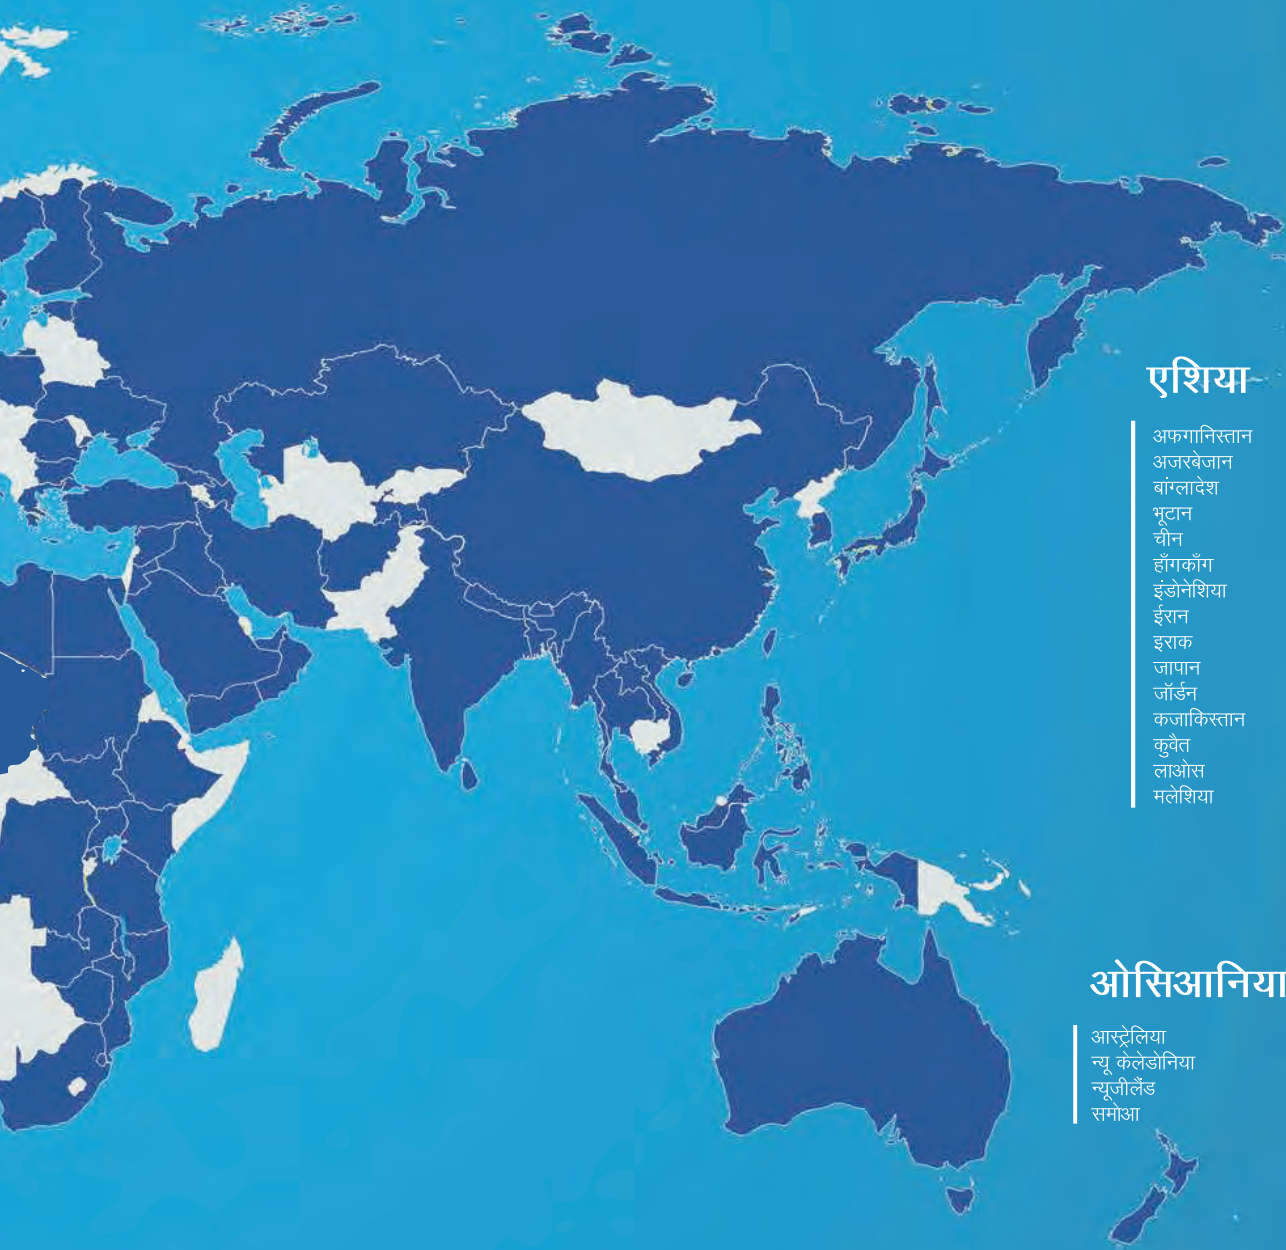 एशिया
अफगानिस्तान
अजरबेजान
बांग्लादेश
भूटान
चीन
हाँगकाँग
इंडोनेशिया
ईरान
इराक
जापान
जॉर्डन
कजाकिस्तान
कुवैत
लाओस
मलेशिया
ओसिआनिया
आस्ट्रेलिया
न्यू केलेडोनिया
न्यूजीलैंड
समोआ